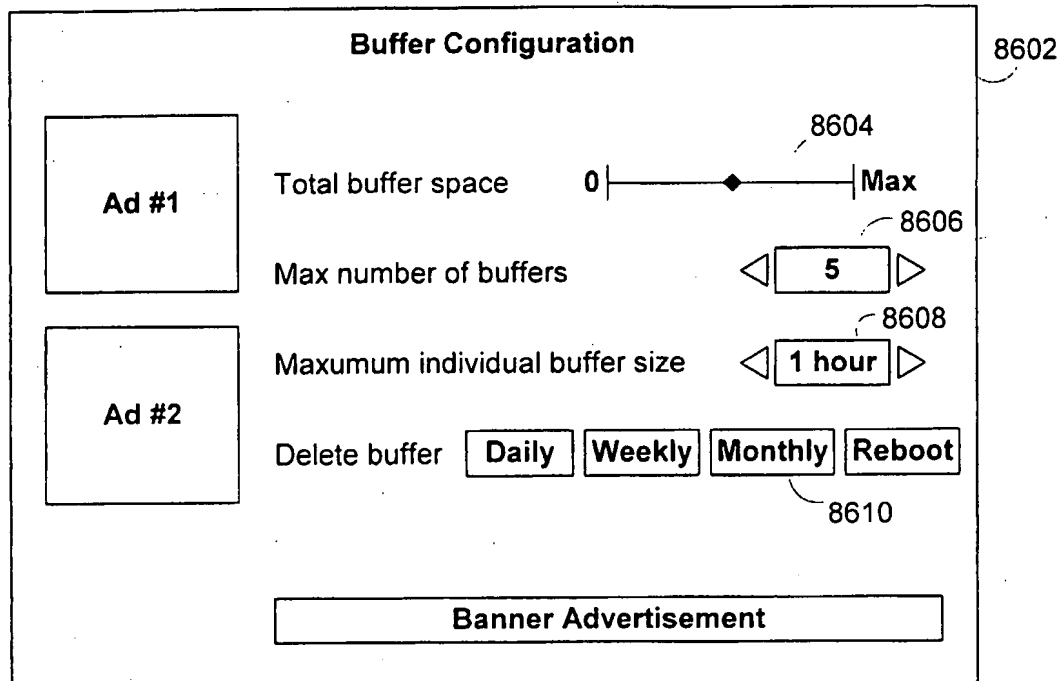 Buffer Configuration
8602
8604
Ad #1
Total buffer space 0 Max
8606
Max number of buffers 5
8608
Maxumum individual buffer size 1 hour
Ad #2
Delete buffer Daily Weekly Monthly Reboot
8610
Banner Advertisement